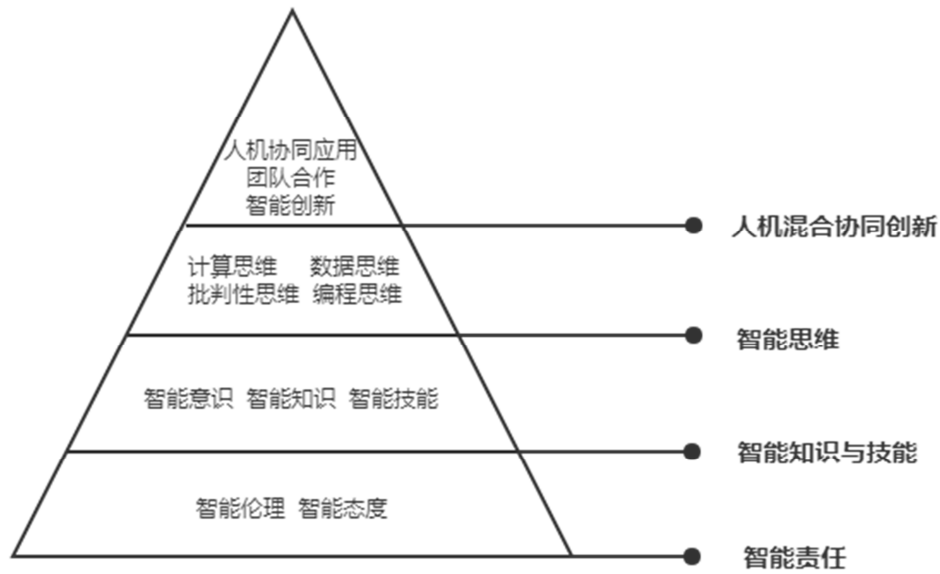 人机协同应用
团队合作
智能创新
人机混合协同创新
计算思维 数据思维
批判性思维 编程思维
智能思维
智能意识 智能知识 智能技能
智能知识与技能
智能伦理 智能态度
智能责任